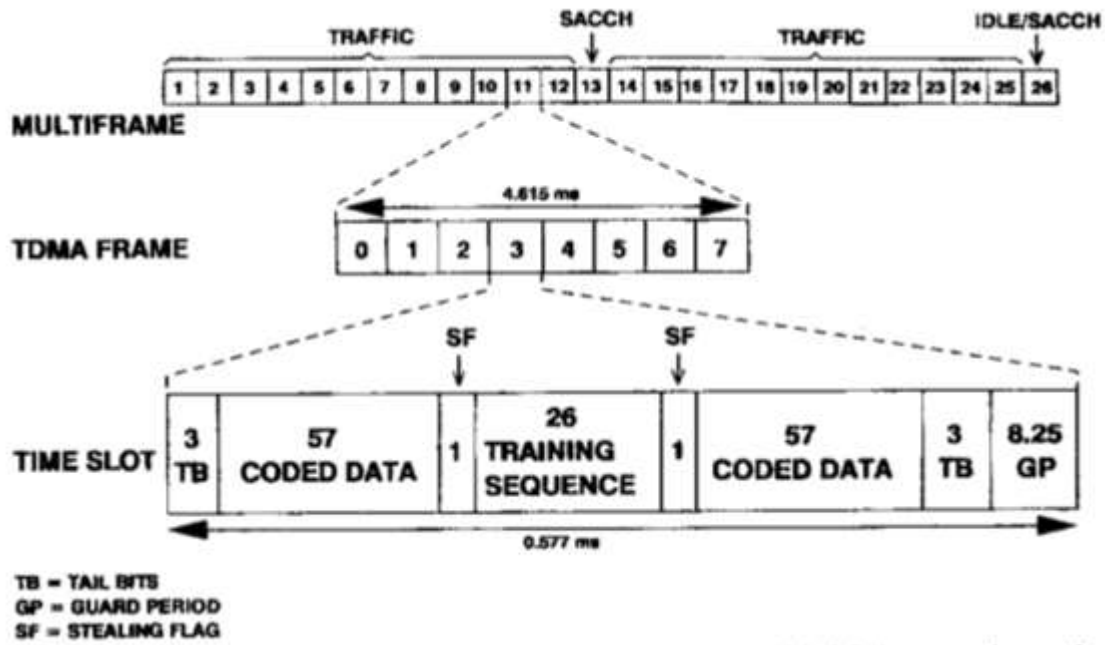 SACCH IDLE/SACCH
TRAFFIC TRAFFIC
1 2 3 4 5 6 7 8 9 10 11 12 13 14 15 16 17 18 19 20 21 22 23 24 25 26
MULTIFRAME
4.615 ms
TDMA FRAME 0 1 2 3 4 5 6 7
SF SF
TIME SLOT
3 TB
57 CODED DATA
1
26 TRAINING SEQUENCE
1
57 CODED DATA
3 TB
8.25 GP
0.577 ms
TB = TAIL BITS
GP = GUARD PERIOD
SF = STEALING FLAG